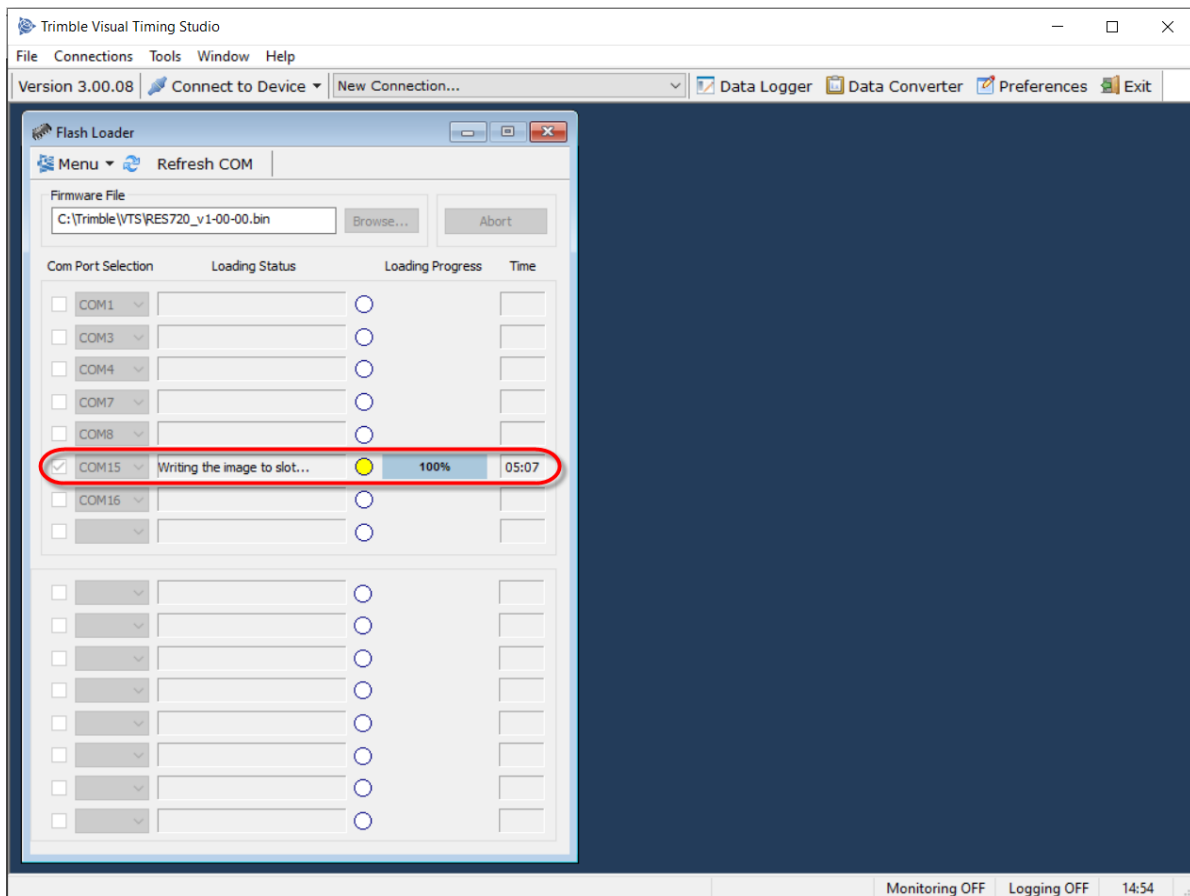 Trimble Visual Timing Studio
File Connections Tools Window Help
Version 3.00.08 Connect to Device New Connection... Data Logger Data Converter Preferences Exit
Flash Loader
Menu Refresh COM
Firmware File
C:\Trimble\VTS\RES720_v1-00-00.bin Browse... Abort
Com Port Selection Loading Status Loading Progress Time
COM1
COM3
COM4
COM7
COM8
COM15 Writing the image to slot... 100% 05:07
COM16
Monitoring OFF Logging OFF 14:54